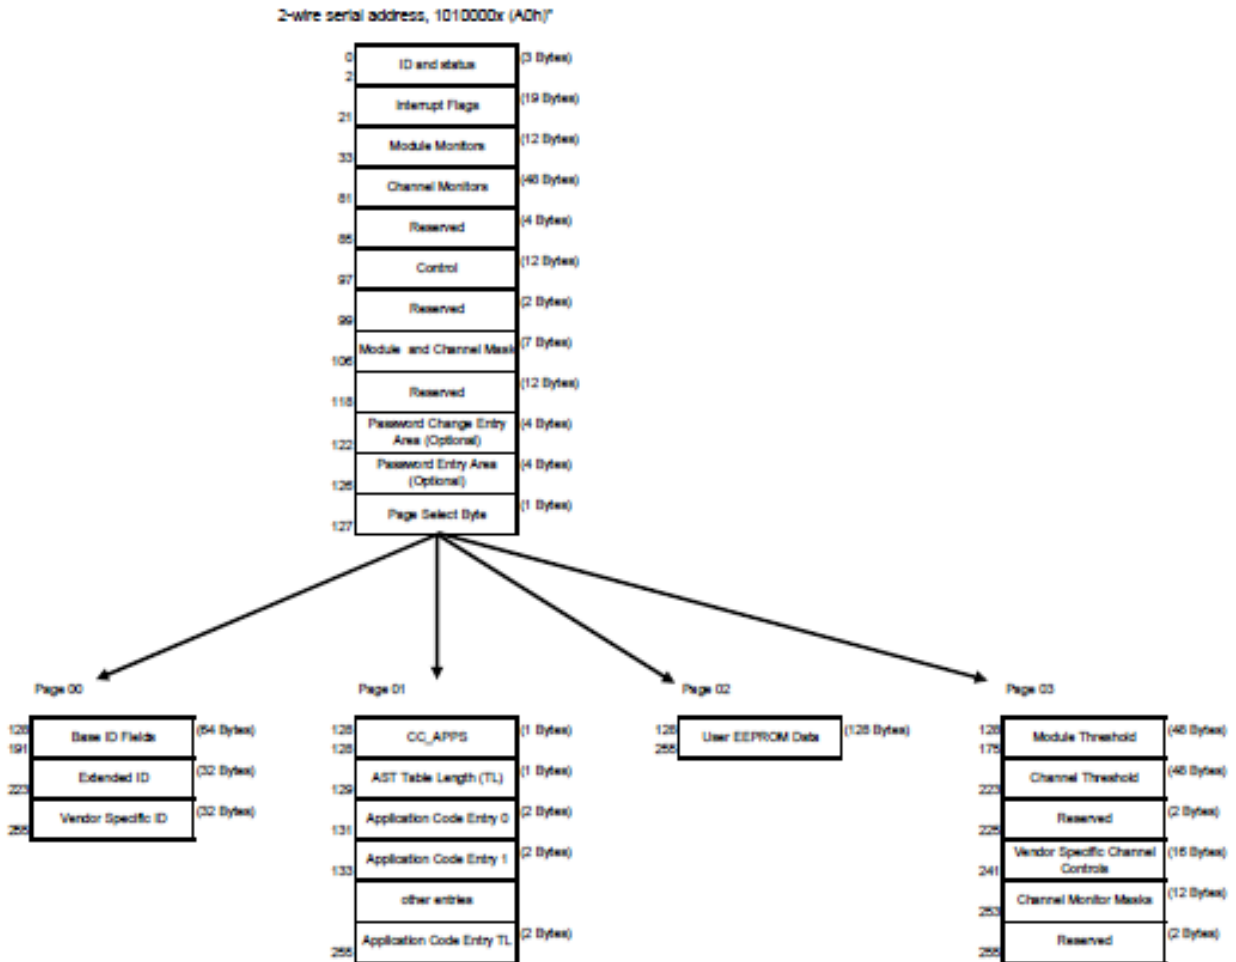 2-wire serial address, 1010000x (A0h)"
0
2
ID and status
(3 Bytes)
21
Interrupt Flags
(19 Bytes)
33
Module Monitors
(12 Bytes)
81
Channel Monitors
(48 Bytes)
85
Reserved
(4 Bytes)
97
Control
(12 Bytes)
99
Reserved
(2 Bytes)
106
Module and Channel Mask
(7 Bytes)
118
Reserved
(12 Bytes)
122
Password Change Entry
Area (Optional)
(4 Bytes)
126
Password Entry Area
(Optional)
(4 Bytes)
127
Page Select Byte
(1 Bytes)
Page 00
128
191
Base ID Fields
(64 Bytes)
223
Extended ID
(32 Bytes)
255
Vendor Specific ID
(32 Bytes)
Page 01
128
128
CC_APPS
(1 Bytes)
129
AST Table Length (TL)
(1 Bytes)
131
Application Code Entry 0
(2 Bytes)
133
Application Code Entry 1
(2 Bytes)
other entries
255
Application Code Entry TL
(2 Bytes)
Page 02
128
255
User EEPROM Data
(128 Bytes)
Page 03
128
175
Module Threshold
(48 Bytes)
223
Channel Threshold
(48 Bytes)
225
Reserved
(2 Bytes)
241
Vendor Specific Channel
Controls
(16 Bytes)
253
Channel Monitor Masks
(12 Bytes)
255
Reserved
(2 Bytes)